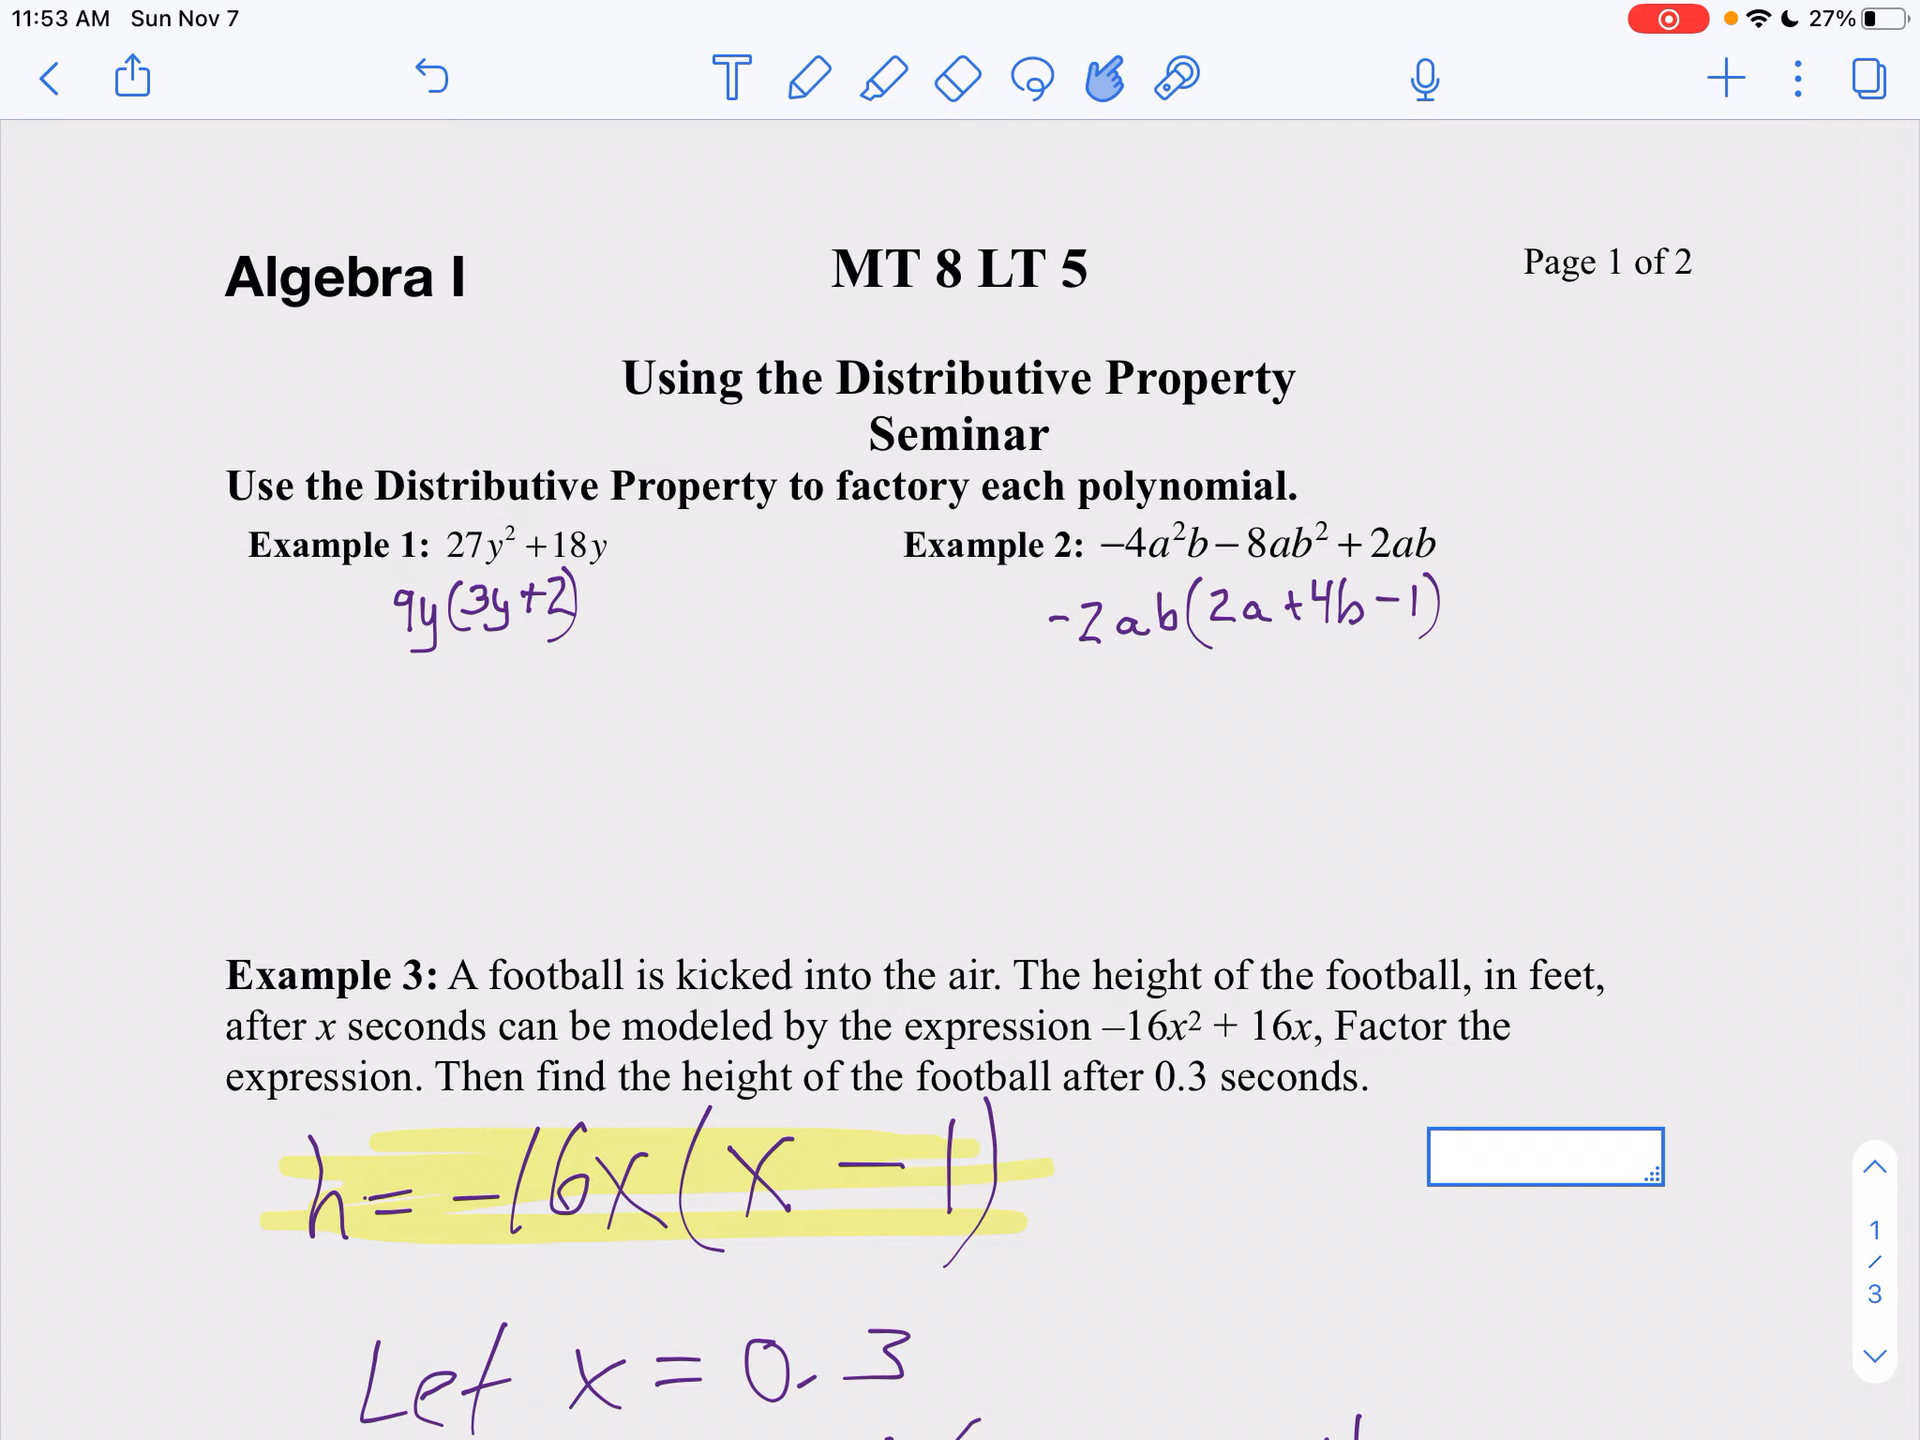 11:53 AM Sun Nov 7 27%
Algebra I MT 8 LT 5 Page 1 of 2
Using the Distributive Property
Seminar
Use the Distributive Property to factory each polynomial.
Example 1: 27y² +18y Example 2: −4a²b − 8ab² + 2ab
9y(3y+2) -2ab(2a+4b-1)
Example 3: A football is kicked into the air. The height of the football, in feet,
after x seconds can be modeled by the expression –16x² + 16x, Factor the
expression. Then find the height of the football after 0.3 seconds.
h = -16x(x - 1)
Let x = 0.3
1
/
3